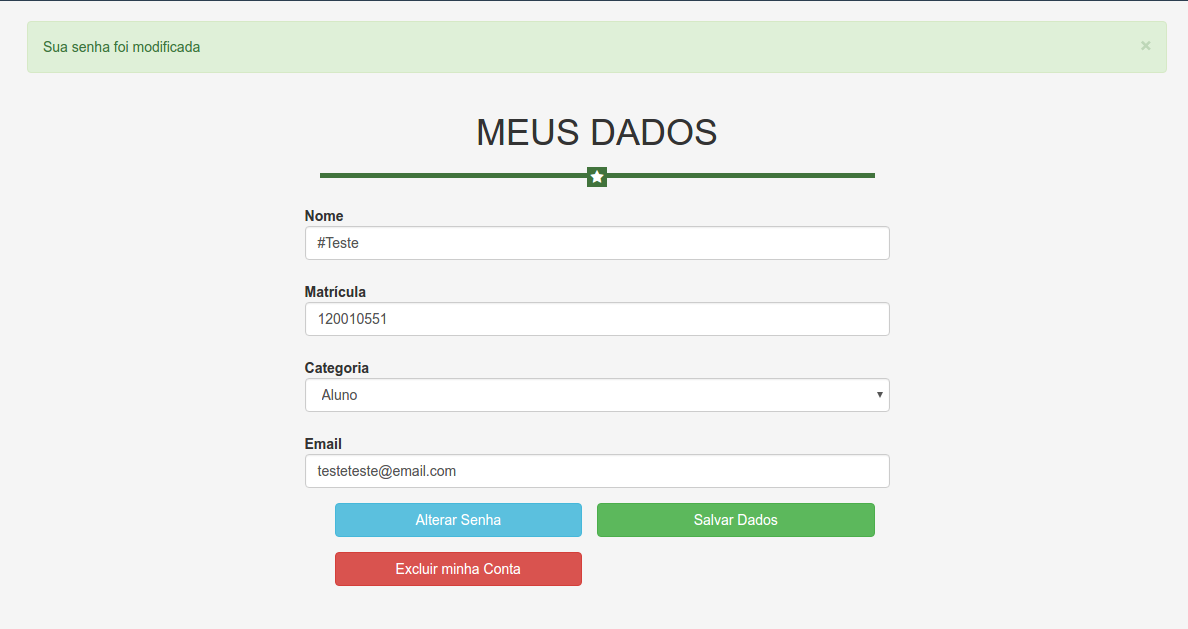 Sua senha foi modificada ×
MEUS DADOS
Nome
#Teste
Matrícula
120010551
Categoria
Aluno
Email
testeteste@email.com
Alterar Senha Salvar Dados
Excluir minha Conta